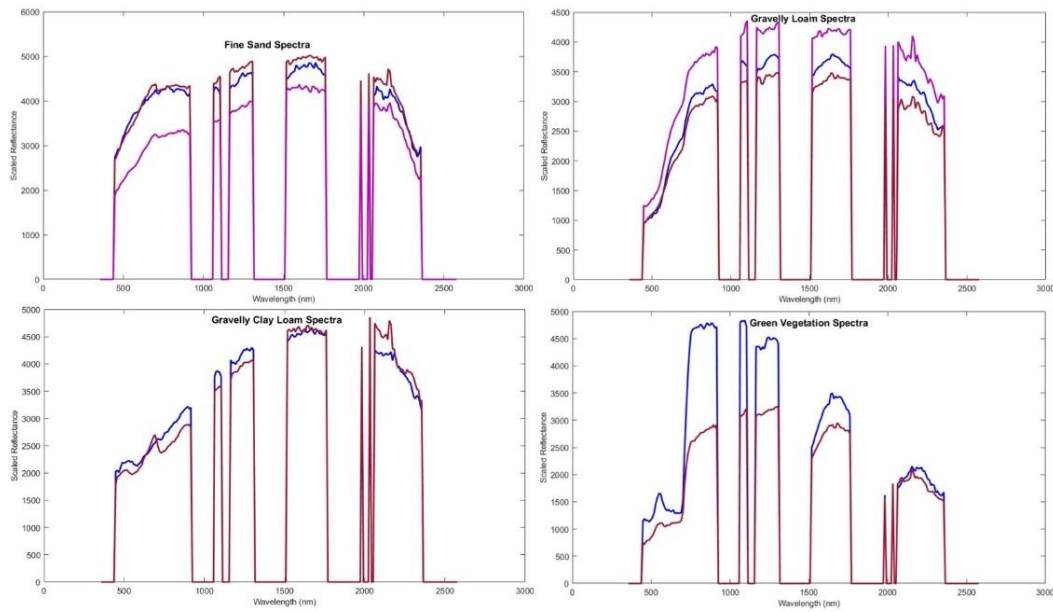 Fine Sand Spectra
Scaled Reflectance
6000
5000
4000
3000
2000
1000
0
0 500 1000 1500 2000 2500 3000
Wavelength (nm)
Gravelly Loam Spectra
Scaled Reflectance
4500
4000
3500
3000
2500
2000
1500
1000
500
0
0 500 1000 1500 2000 2500 3000
Wavelength (nm)
Gravelly Clay Loam Spectra
Scaled Reflectance
5000
4500
4000
3500
3000
2500
2000
1500
1000
500
0
0 500 1000 1500 2000 2500 3000
Wavelength (nm)
Green Vegetation Spectra
Scaled Reflectance
5000
4500
4000
3500
3000
2500
2000
1500
1000
500
0
0 500 1000 1500 2000 2500 3000
Wavelength (nm)